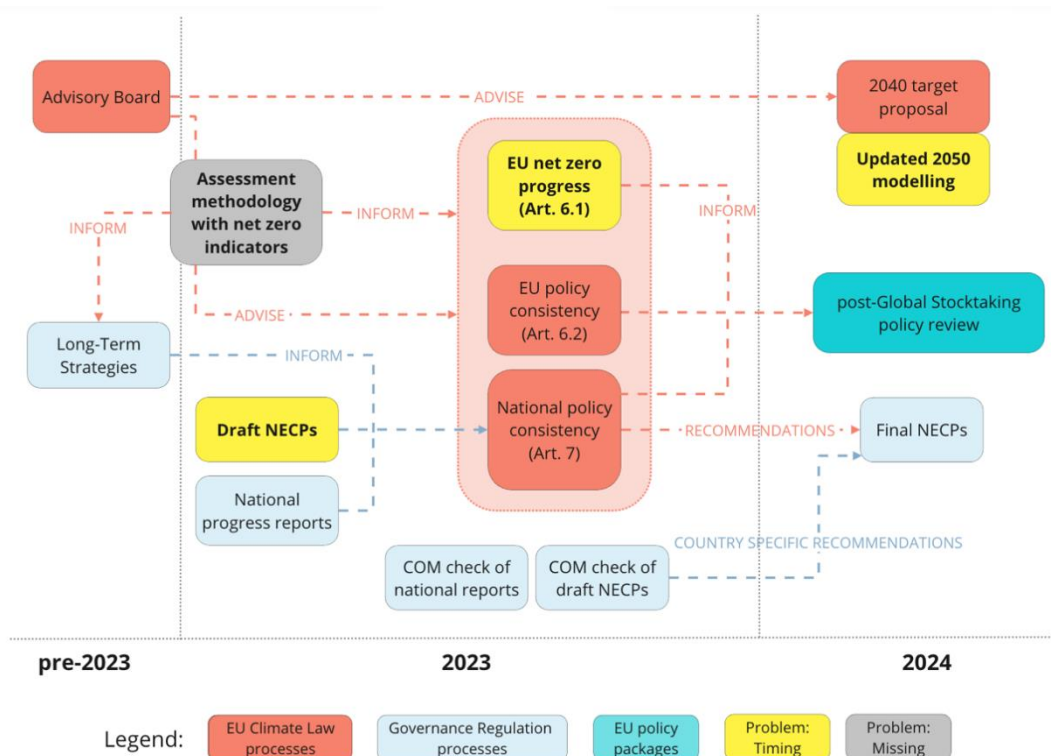 Advisory Board
ADVISE
2040 target
proposal
Updated 2050
modelling
EU net zero
progress
(Art. 6.1)
Assessment
methodology
with net zero
indicators
INFORM
INFORM
INFORM
EU policy
consistency
(Art. 6.2)
ADVISE
post-Global Stocktaking
policy review
Long-Term
Strategies
INFORM
National policy
consistency
(Art. 7)
Draft NECPs
RECOMMENDATIONS
Final NECPs
National
progress reports
COM check of
national reports
COM check of
draft NECPs
COUNTRY SPECIFIC RECOMMENDATIONS
pre-2023
2023
2024
Legend:
EU Climate Law
processes
Governance Regulation
processes
EU policy
packages
Problem:
Timing
Problem:
Missing